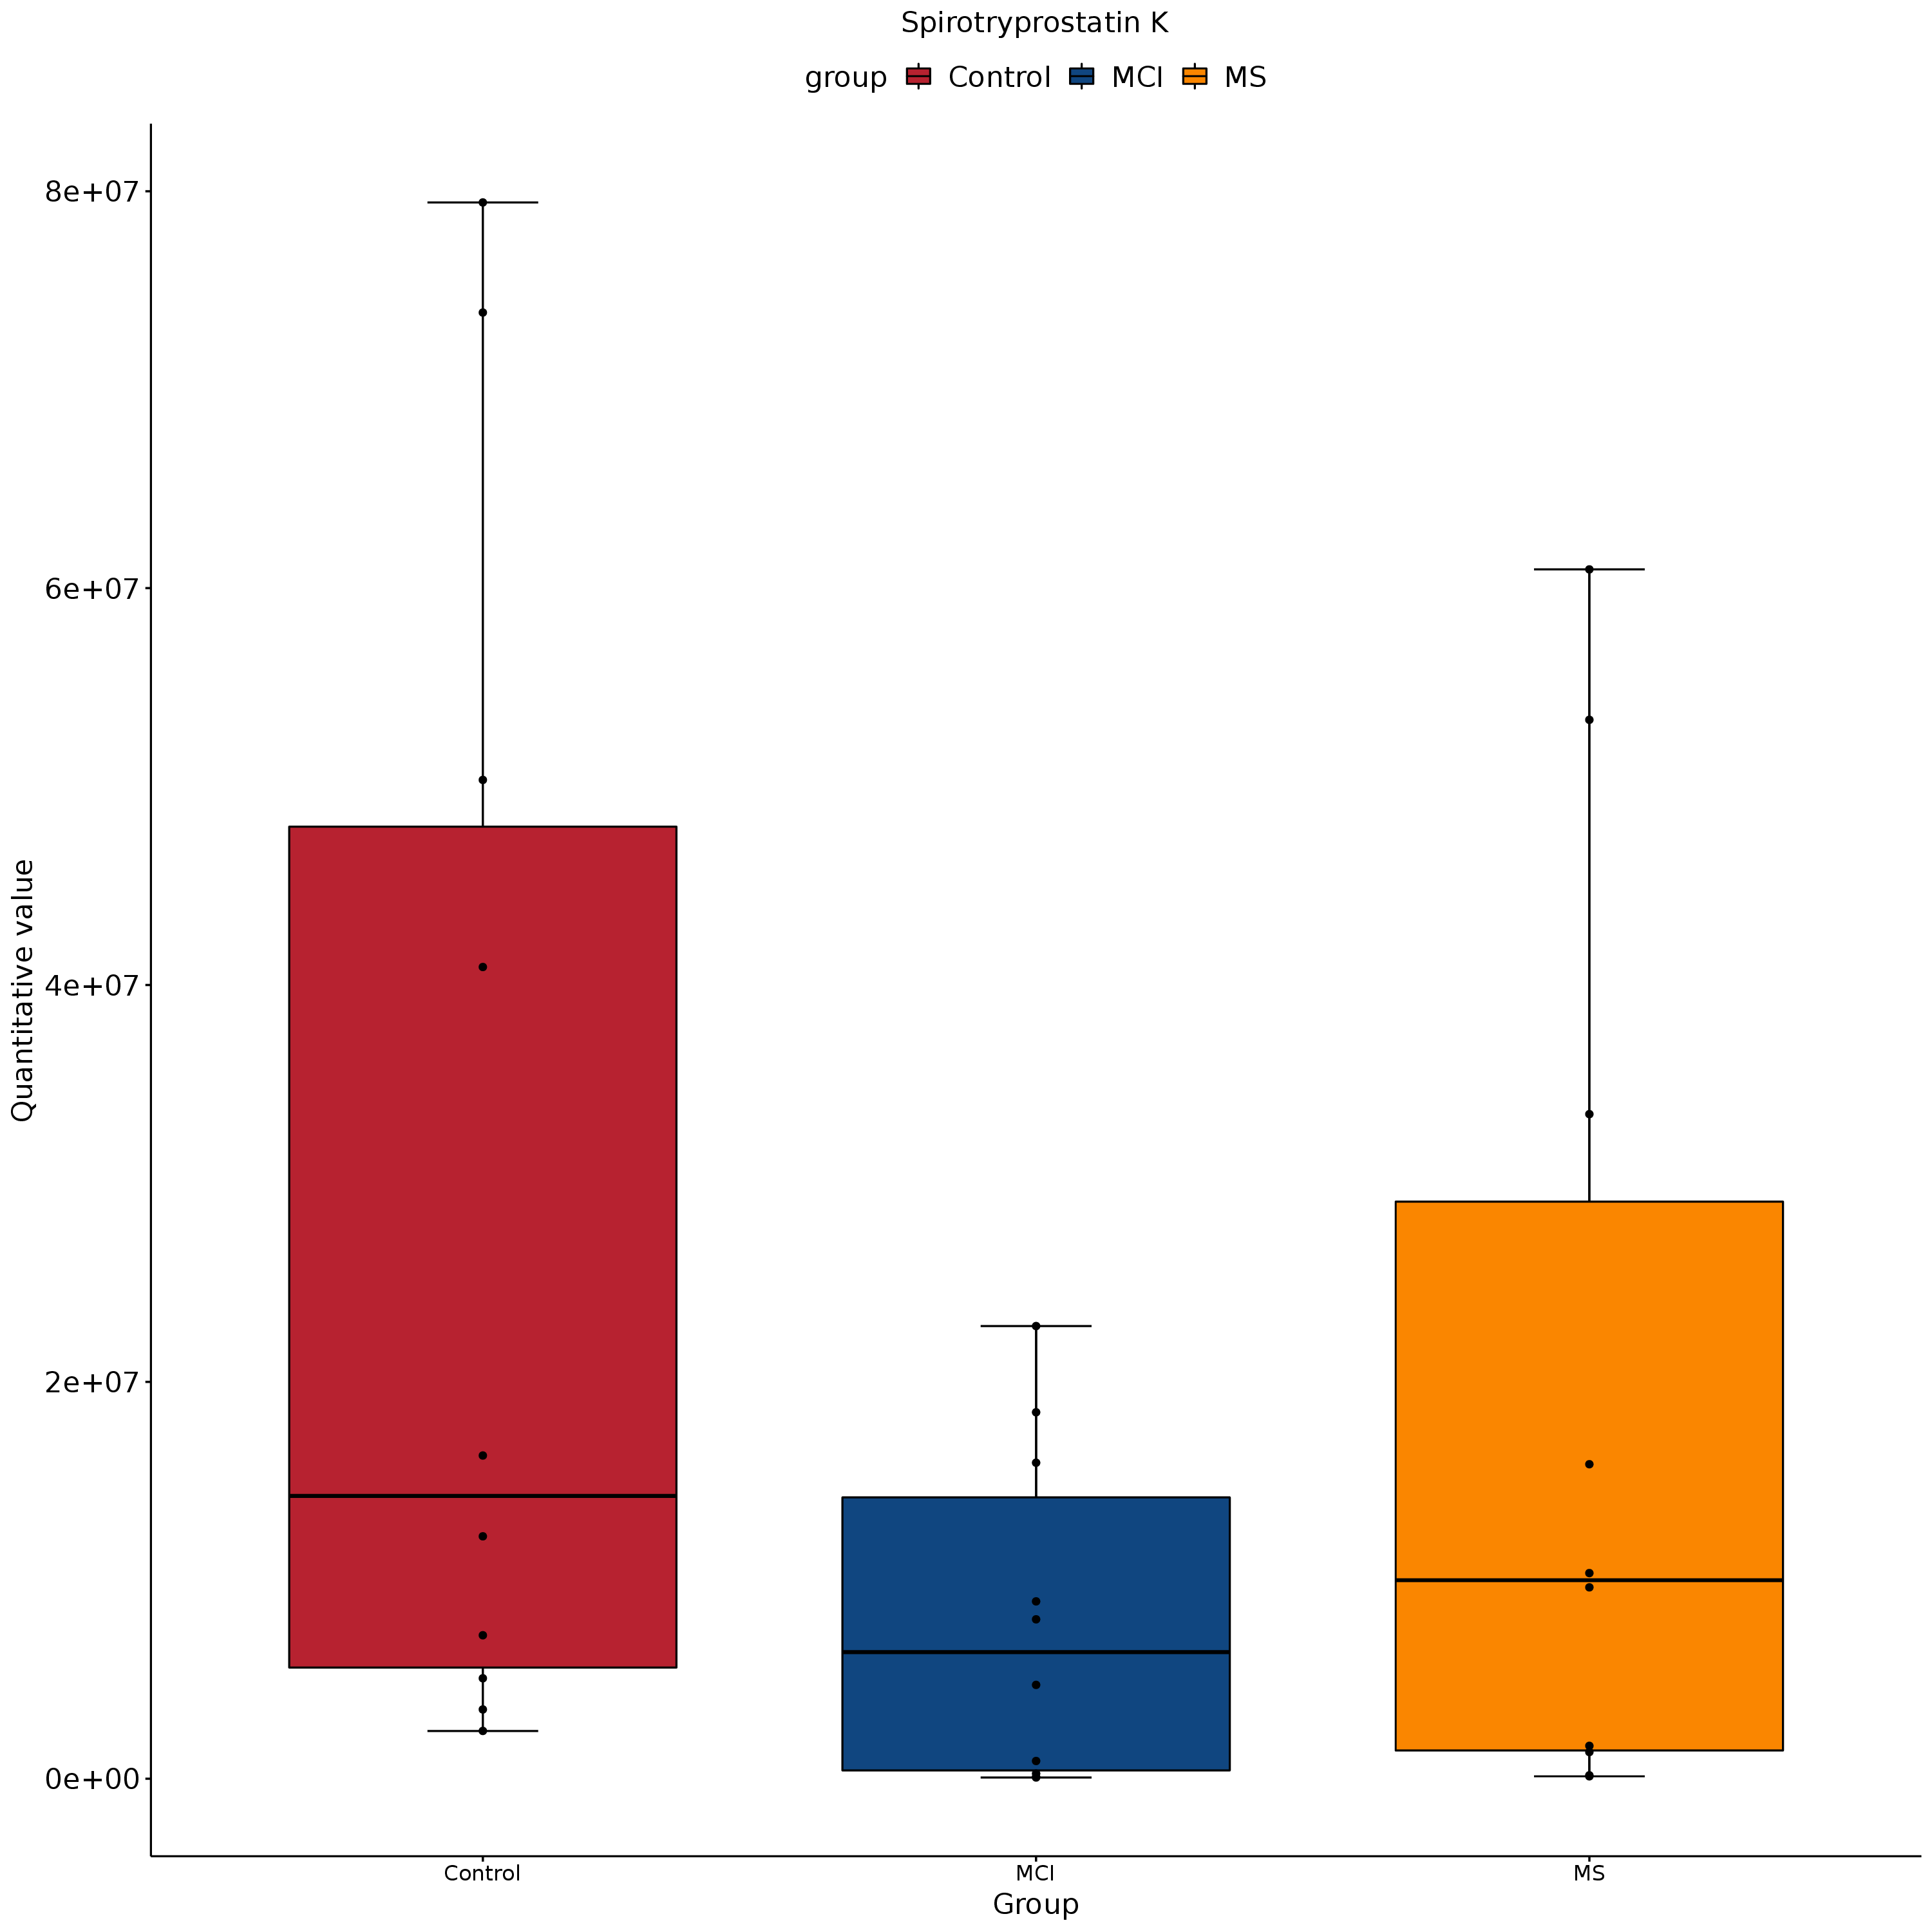 Spirotryprostatin K
group Control MCI MS
8e+07
6e+07
4e+07
2e+07
0e+00
Quantitative value
Control MCI MS
Group